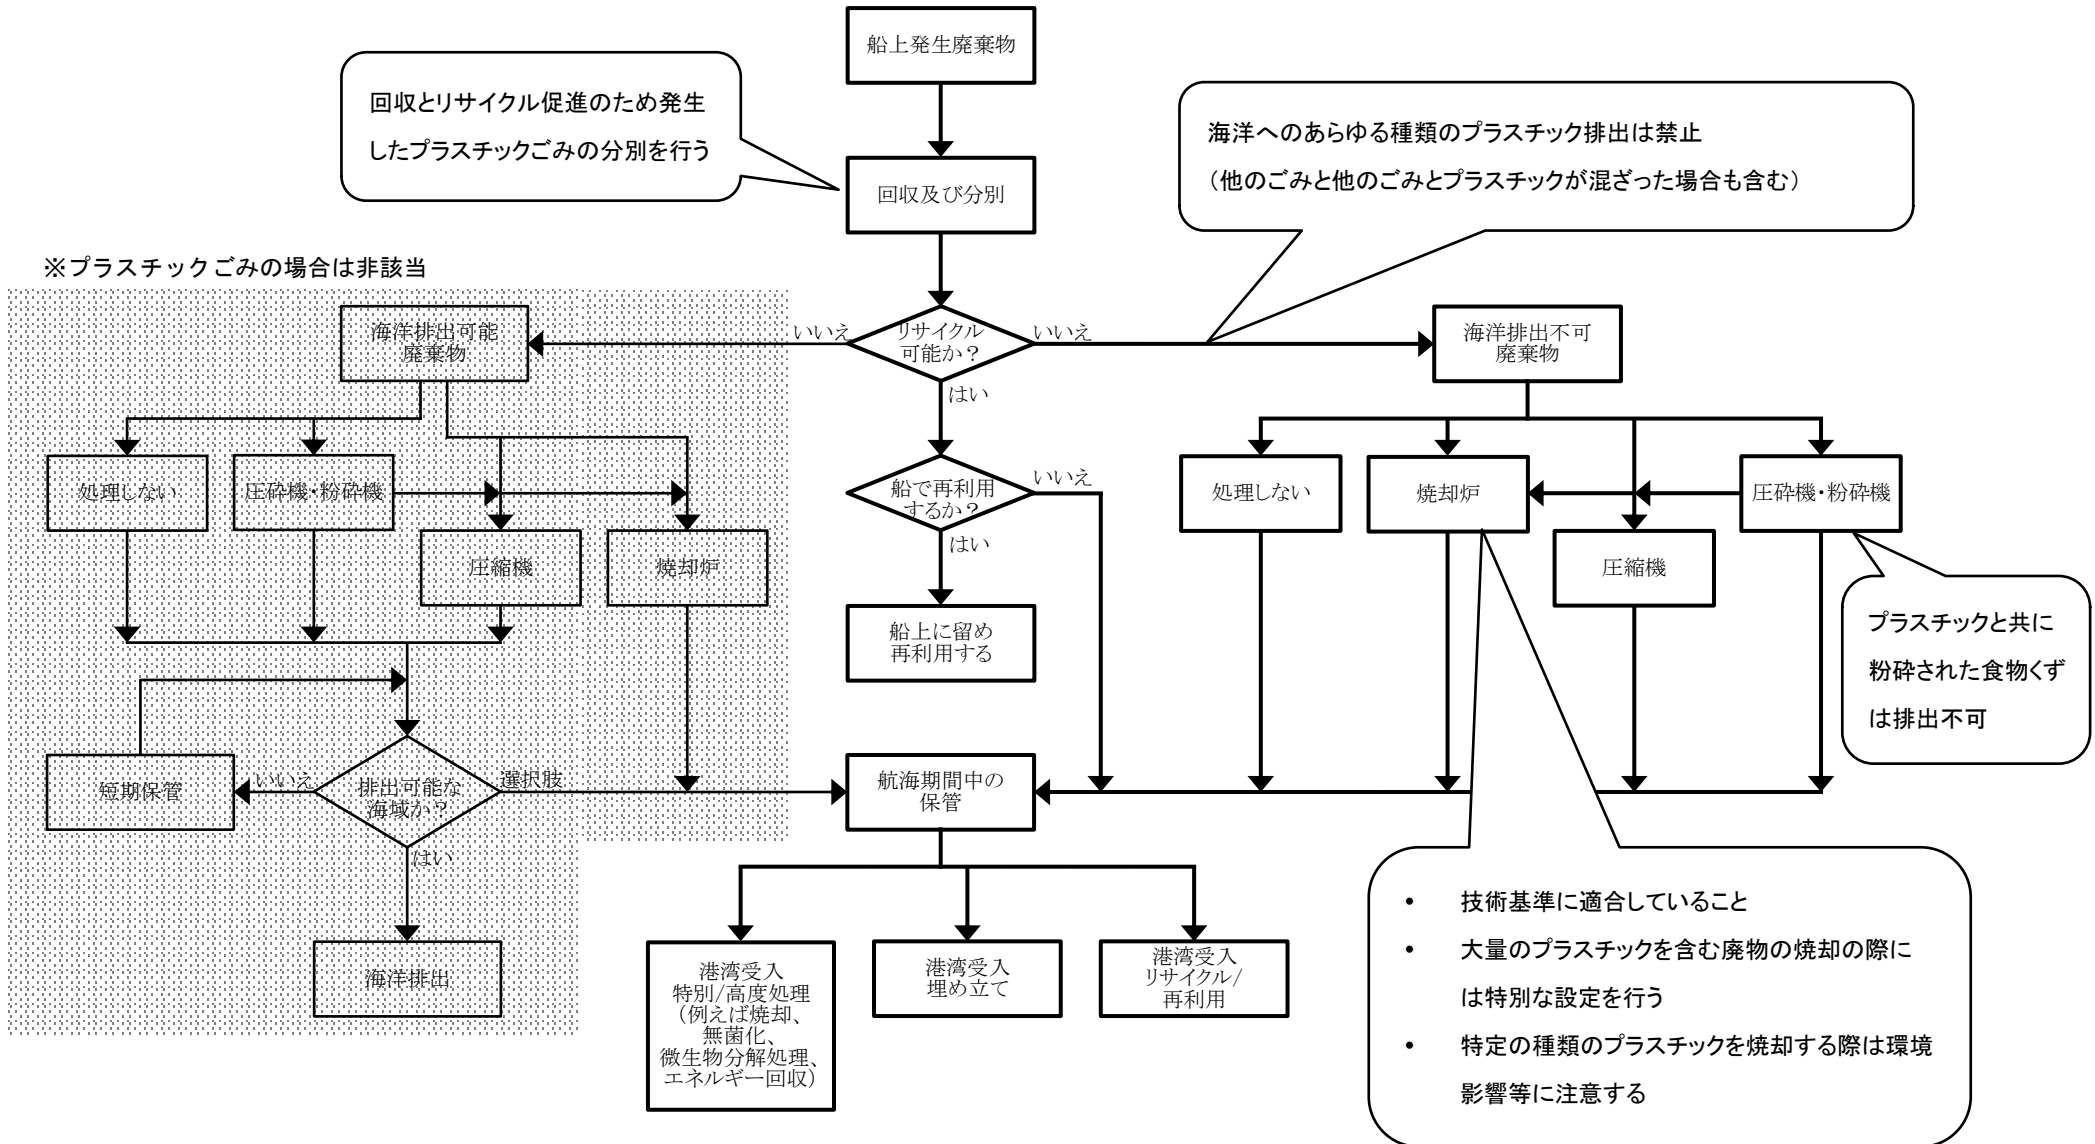 船上発生廃棄物
回収とリサイクル促進のため発生
したプラスチックごみの分別を行う
海洋へのあらゆる種類のプラスチック排出は禁止
（他のごみと他のごみとプラスチックが混ざった場合も含む）
回収及び分別
※プラスチックごみの場合は非該当
海洋排出可能
廃棄物
いいえ
リサイクル
可能か？
いいえ
海洋排出不可
廃棄物
はい
処理しない
圧砕機・粉砕機
船で再利用
するか？
いいえ
処理しない
焼却炉
圧砕機・粉砕機
はい
圧縮機
焼却炉
圧縮機
船上に留め
再利用する
プラスチックと共に
粉砕された食物くず
は排出不可
短期保管
いいえ
排出可能な
海域か？
選択肢
航海期間中の
保管
はい
海洋排出
港湾受入
特別/高度処理
（例えば焼却、
無菌化、
微生物分解処理、
エネルギー回収）
港湾受入
埋め立て
港湾受入
リサイクル/
再利用
• 技術基準に適合していること
• 大量のプラスチックを含む廃物の焼却の際に
は特別な設定を行う
• 特定の種類のプラスチックを焼却する際は環境
影響等に注意する